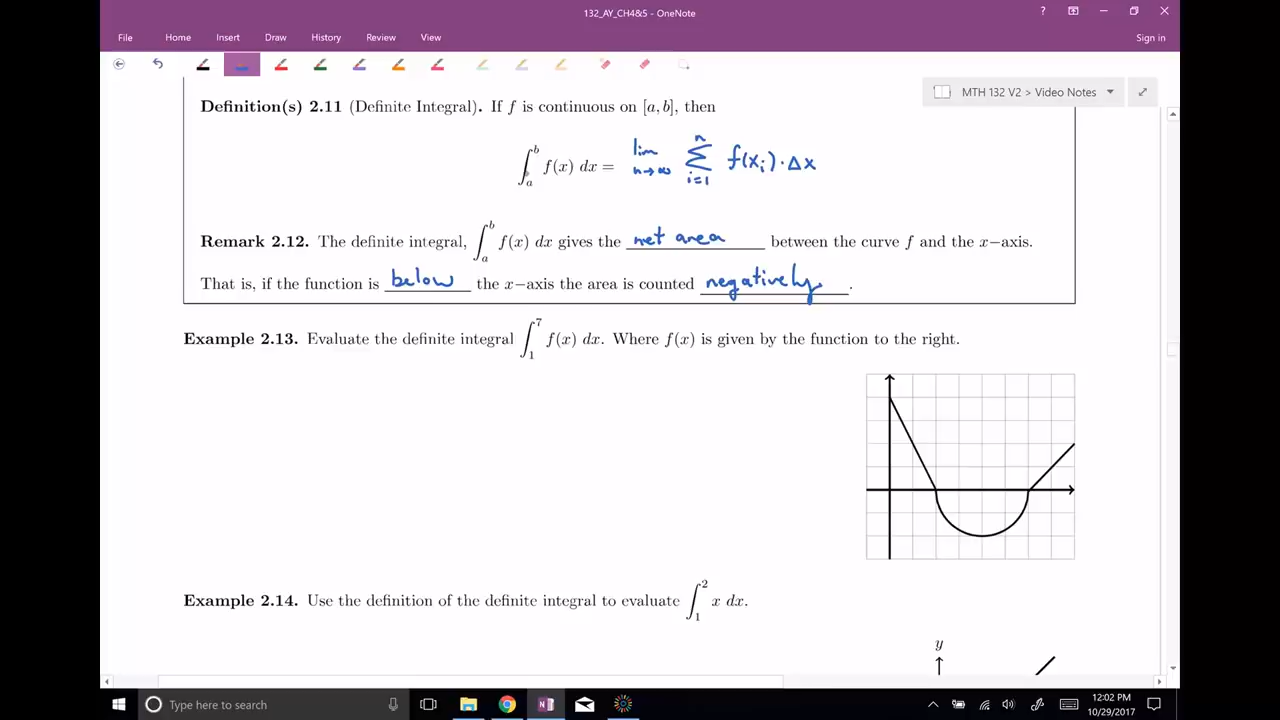 132_AY_CH4&5 - OneNote
File Home Insert Draw History Review View Sign in
MTH 132 V2 > Video Notes
Definition(s) 2.11 (Definite Integral). If f is continuous on [a, b], then
∫_a^b f(x) dx = lim_{n→∞} Σ_{i=1}^n f(x_i)·Δx
Remark 2.12. The definite integral, ∫_a^b f(x) dx gives the net area between the curve f and the x−axis.
That is, if the function is below the x−axis the area is counted negatively.
Example 2.13. Evaluate the definite integral ∫_1^7 f(x) dx. Where f(x) is given by the function to the right.
Example 2.14. Use the definition of the definite integral to evaluate ∫_1^2 x dx.
y
Type here to search
12:02 PM
10/29/2017